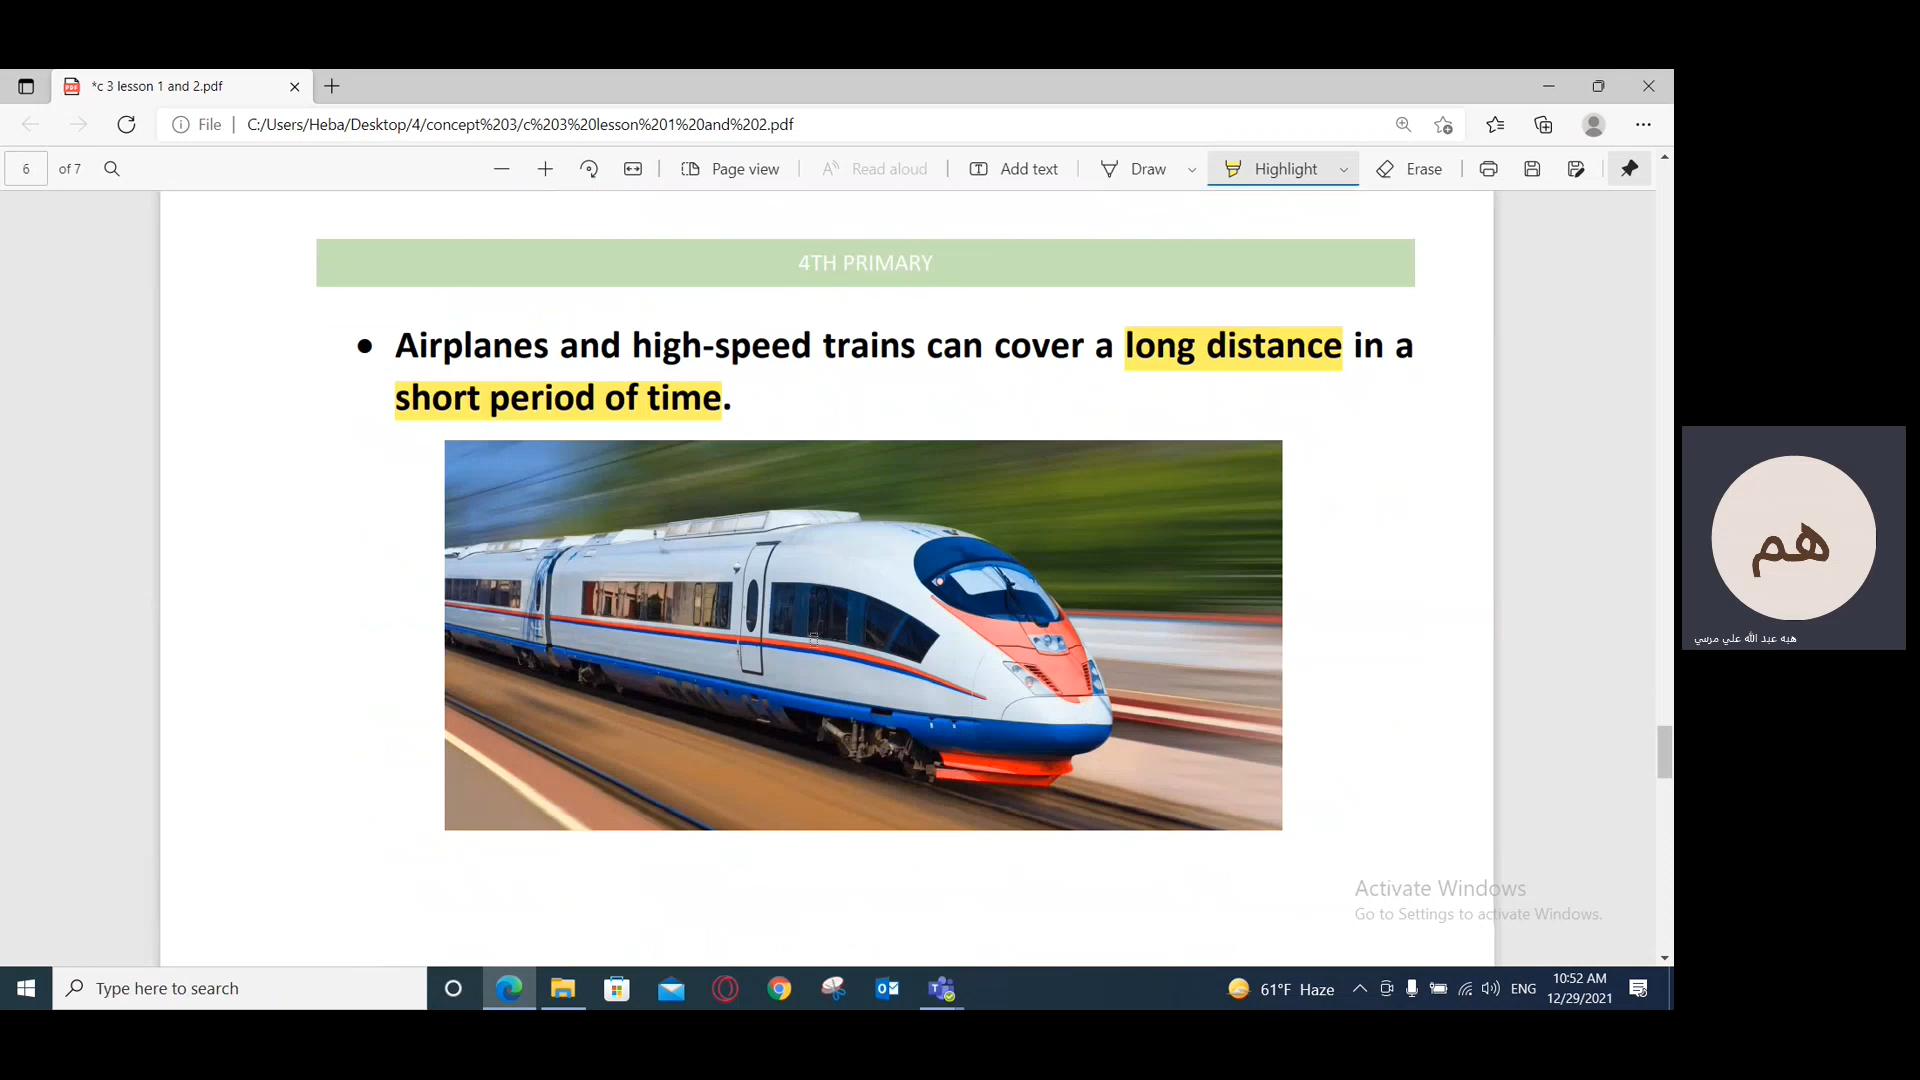 *c 3 lesson 1 and 2.pdf
File
C:/Users/Heba/Desktop/4/concept%203/c%203%20lesson%201%20and%202.pdf
6 of 7
Page view
Read aloud
Add text
Draw
Highlight
Erase
4TH PRIMARY
• Airplanes and high-speed trains can cover a long distance in a
short period of time.
هم
هبه عبد الله علي مرسي
Activate Windows
Go to Settings to activate Windows.
Type here to search
61°F Haze
ENG
10:52 AM
12/29/2021